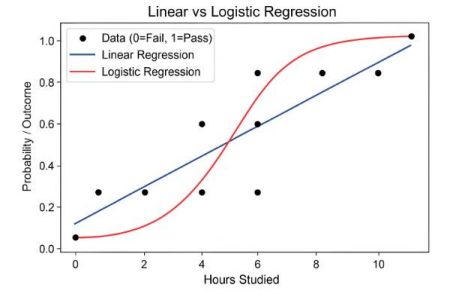 Linear vs Logistic Regression
Data (0=Fail, 1=Pass)
Linear Regression
Logistic Regression
Probability / Outcome
1.0
0.8
0.6
0.4
0.2
0.0
0 2 4 6 8 10
Hours Studied